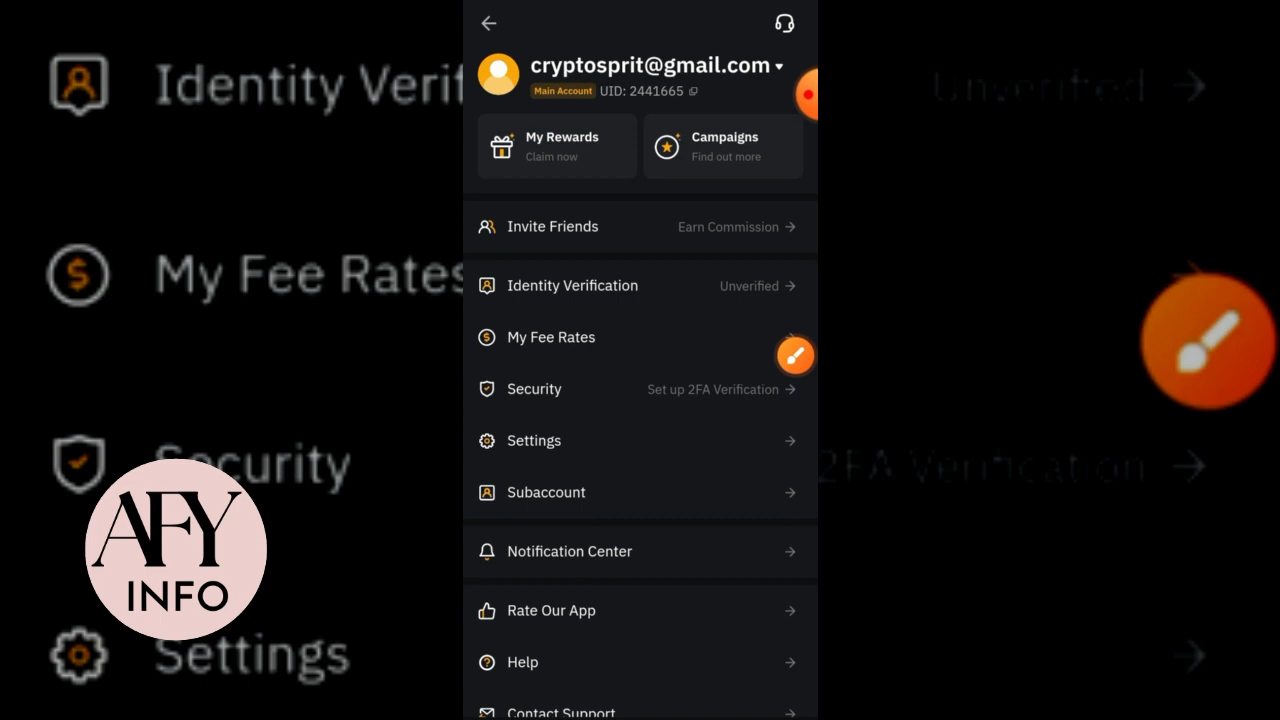 cryptosprit@gmail.com
Main Account UID: 2441665
My Rewards
Claim now
Campaigns
Find out more
Invite Friends Earn Commission
Identity Verification Unverified
My Fee Rates
Security Set up 2FA Verification
Settings
Subaccount
Notification Center
Rate Our App
Help
Contact Support
Identity Verif
Unverified
My Fee Rates
Security
2FA Verification
Settings
AFY
INFO